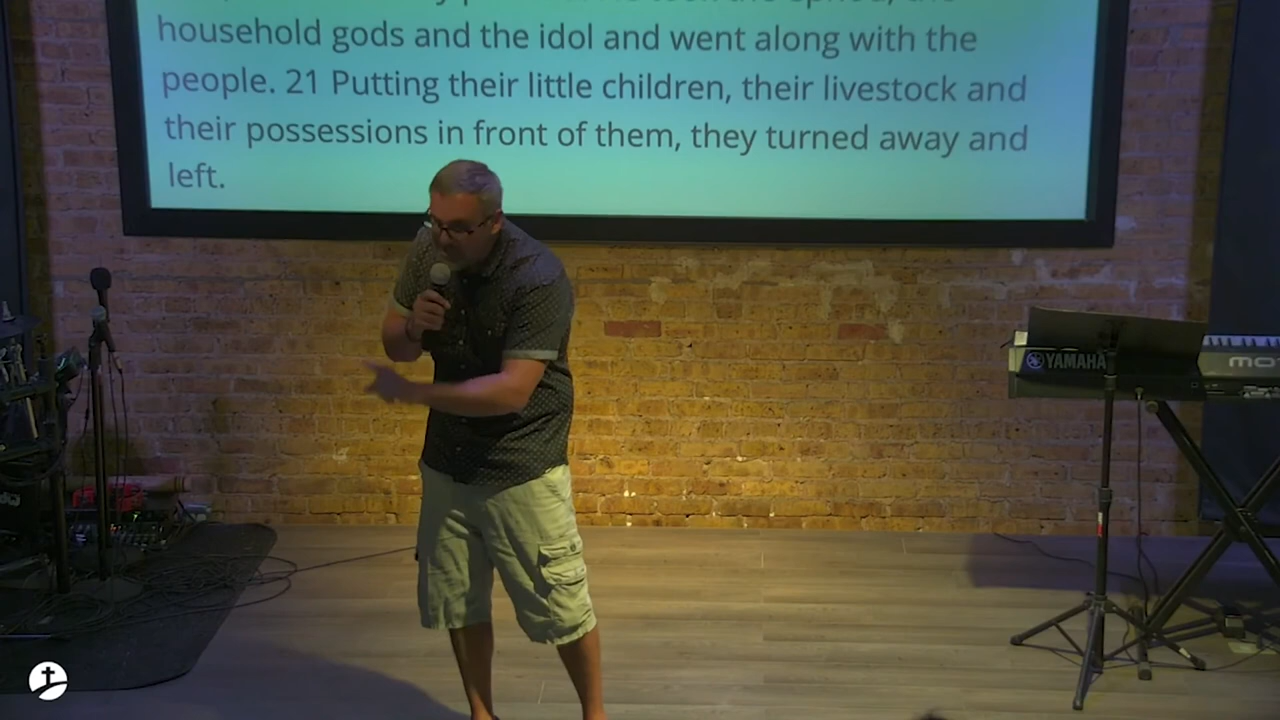 household gods and the idol and went along with the
people. 21 Putting their little children, their livestock and
their possessions in front of them, they turned away and
left.
YAMAHA